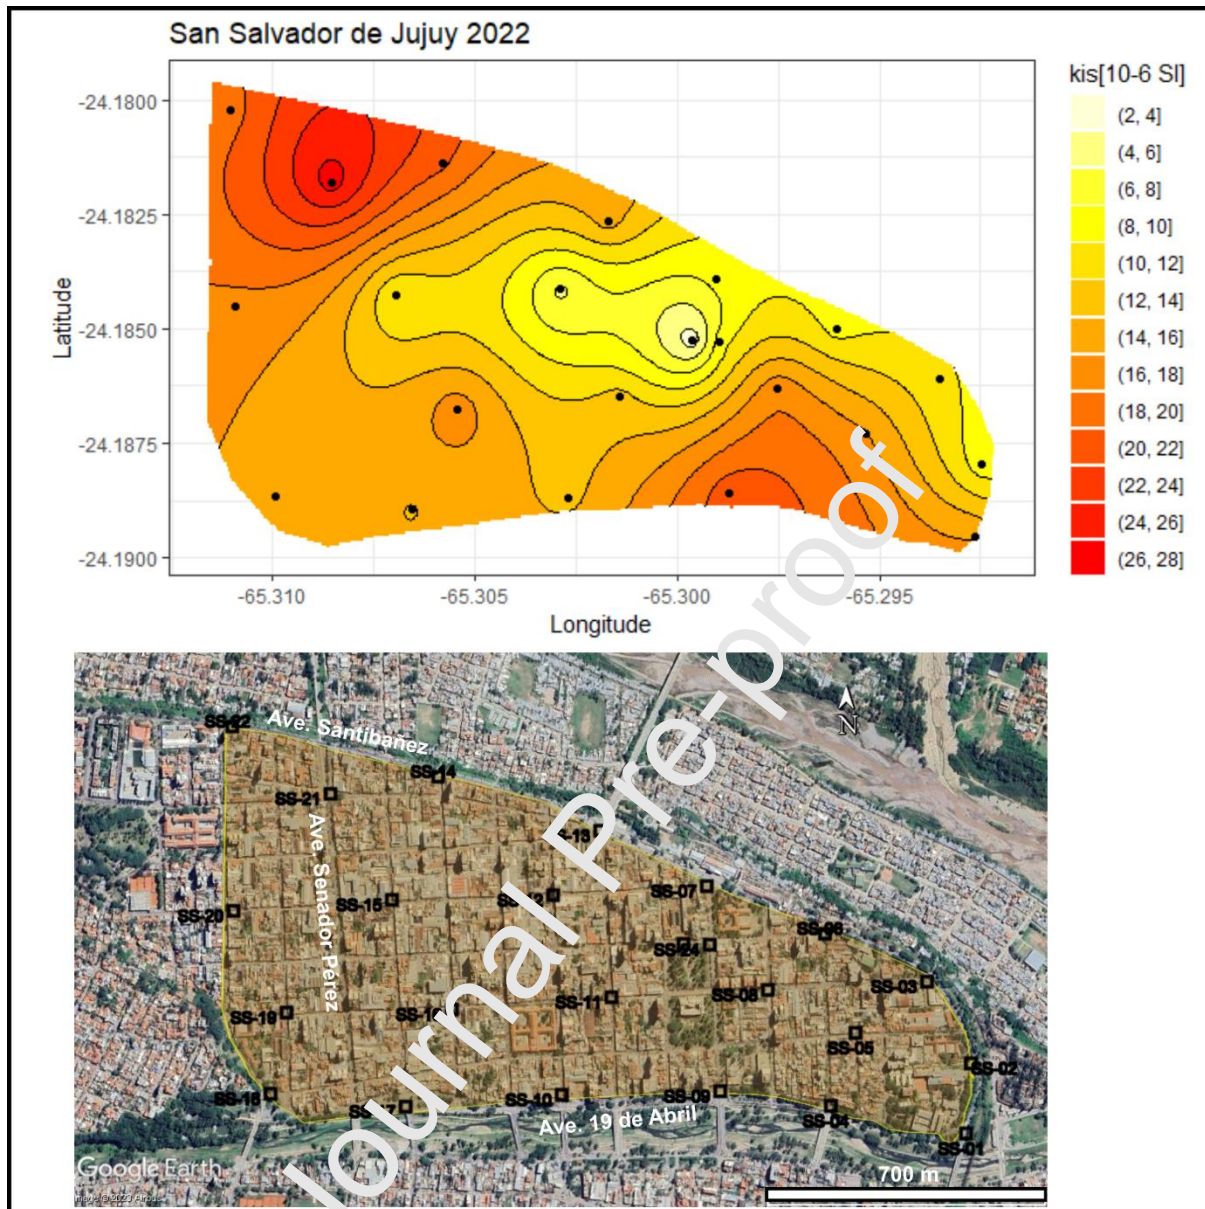 San Salvador de Jujuy 2022
kis[10-6 SI]
(2, 4]
(4, 6]
(6, 8]
(8, 10]
(10, 12]
(12, 14]
(14, 16]
(16, 18]
(18, 20]
(20, 22]
(22, 24]
(24, 26]
(26, 28]
Latitude
-24.1800
-24.1825
-24.1850
-24.1875
-24.1900
-65.310
-65.305
-65.300
-65.295
Longitude
Journal Pre-proof
N
SS-22
Ave. Santibañez
SS-14
SS-21
Ave. Senador Pérez
SS-07
SS-15
SS-20
SS-06
SS-24
SS-03
SS-08
SS-11
SS-19
SS-05
SS-02
SS-09
SS-10
SS-04
Ave. 19 de Abril
SS-01
Google Earth
700 m